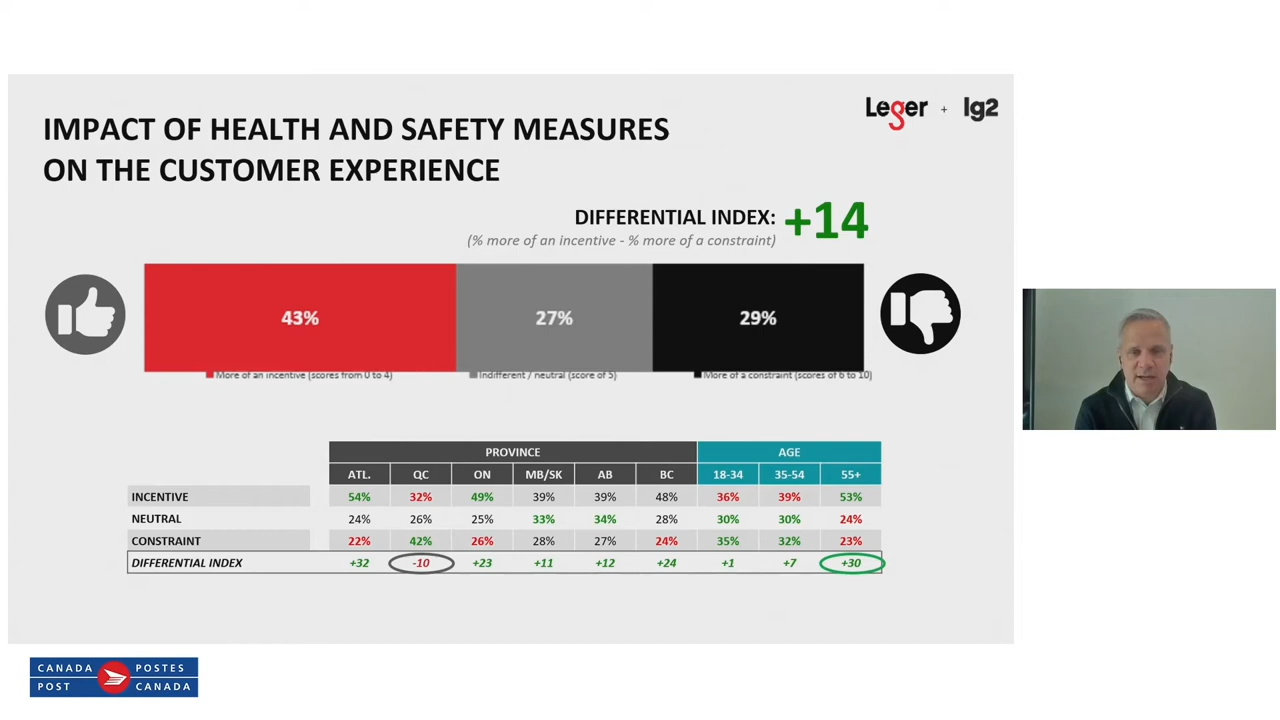 Leger + lg2
IMPACT OF HEALTH AND SAFETY MEASURES
ON THE CUSTOMER EXPERIENCE
DIFFERENTIAL INDEX: +14
(% more of an incentive - % more of a constraint)
43% 27% 29%
More of an incentive (scores from 0 to 4) Indifferent / neutral (score of 5) More of a constraint (scores of 6 to 10)
PROVINCE AGE
ATL. QC ON MB/SK AB BC 18-34 35-54 55+
INCENTIVE 54% 32% 49% 39% 39% 48% 36% 39% 53%
NEUTRAL 24% 26% 25% 33% 34% 28% 30% 30% 24%
CONSTRAINT 22% 42% 26% 28% 27% 24% 35% 32% 23%
DIFFERENTIAL INDEX +32 -10 +23 +11 +12 +24 +1 +7 +30
CANADA POSTES
POST CANADA